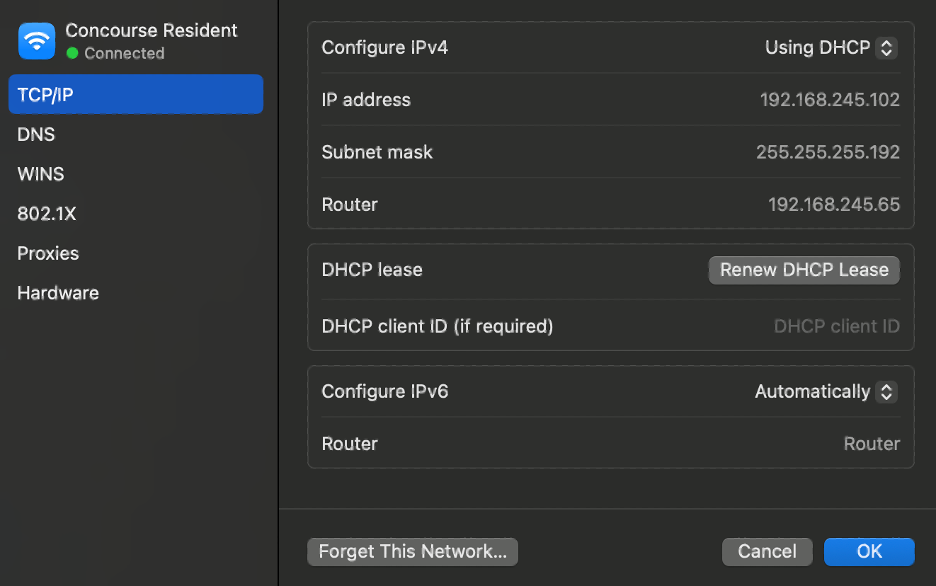 Concourse Resident
Connected
TCP/IP
DNS
WINS
802.1X
Proxies
Hardware
Configure IPv4 Using DHCP
IP address 192.168.245.102
Subnet mask 255.255.255.192
Router 192.168.245.65
DHCP lease Renew DHCP Lease
DHCP client ID (if required) DHCP client ID
Configure IPv6 Automatically
Router Router
Forget This Network... Cancel OK